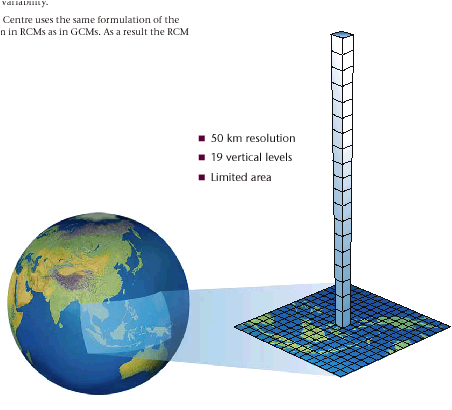 variability.
Centre uses the same formulation of the
in RCMs as in GCMs. As a result the RCM
50 km resolution
19 vertical levels
Limited area